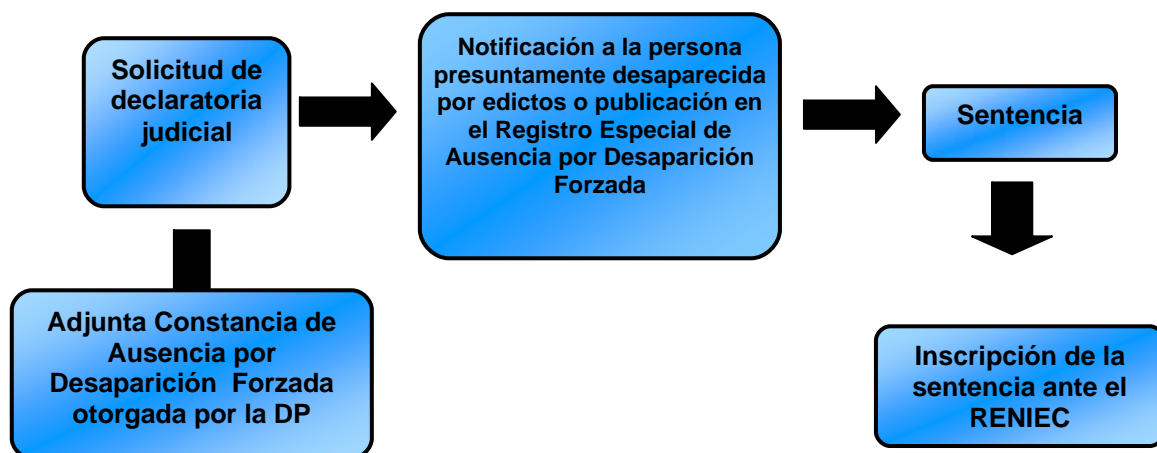 Solicitud de
declaratoria
judicial
Notificación a la persona
presuntamente desaparecida
por edictos o publicación en
el Registro Especial de
Ausencia por Desaparición
Forzada
Sentencia
Adjunta Constancia de
Ausencia por
Desaparición Forzada
otorgada por la DP
Inscripción de la
sentencia ante el
RENIEC